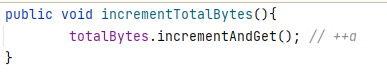 public void incrementTotalBytes(){
totalBytes.incrementAndGet(); // ++a
}